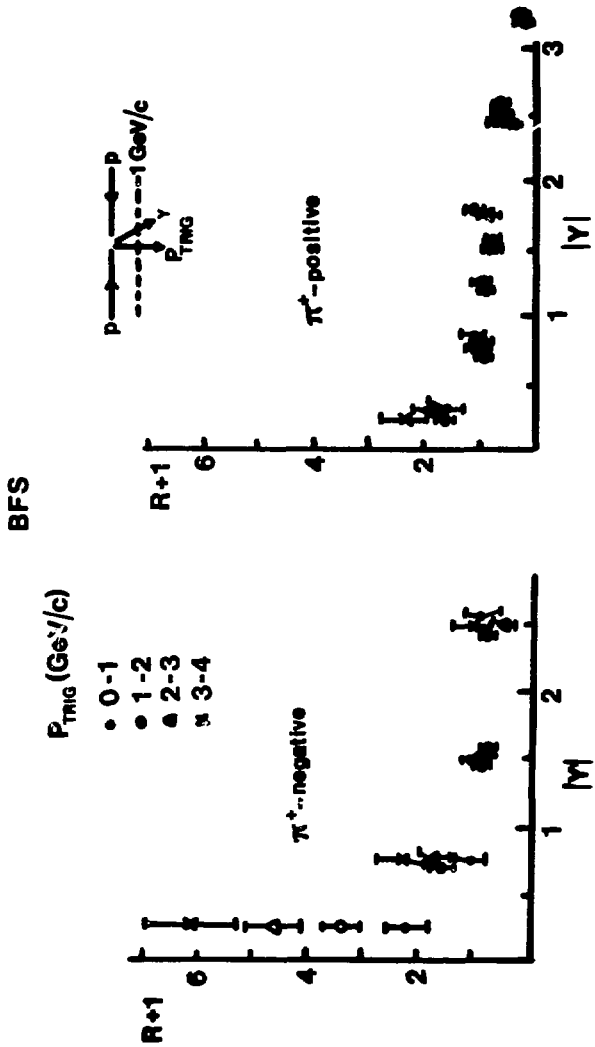 BFS
P_TRIG (GeV/c)
0-1
1-2
2-3
3-4
π⁺-negative
R+1
6
4
2
1
2
|Y|
p
p
1 GeV/c
Y
P_TRIG
π⁺-positive
R+1
6
4
2
1
2
3
|Y|